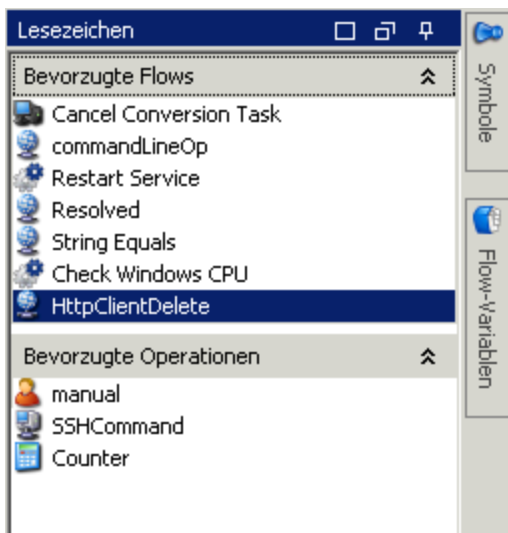 Lesezeichen
Bevorzugte Flows
Cancel Conversion Task
commandLineOp
Restart Service
Resolved
String Equals
Check Windows CPU
HttpClientDelete
Bevorzugte Operationen
manual
SSHCommand
Counter
Symbole
Flow-Variablen